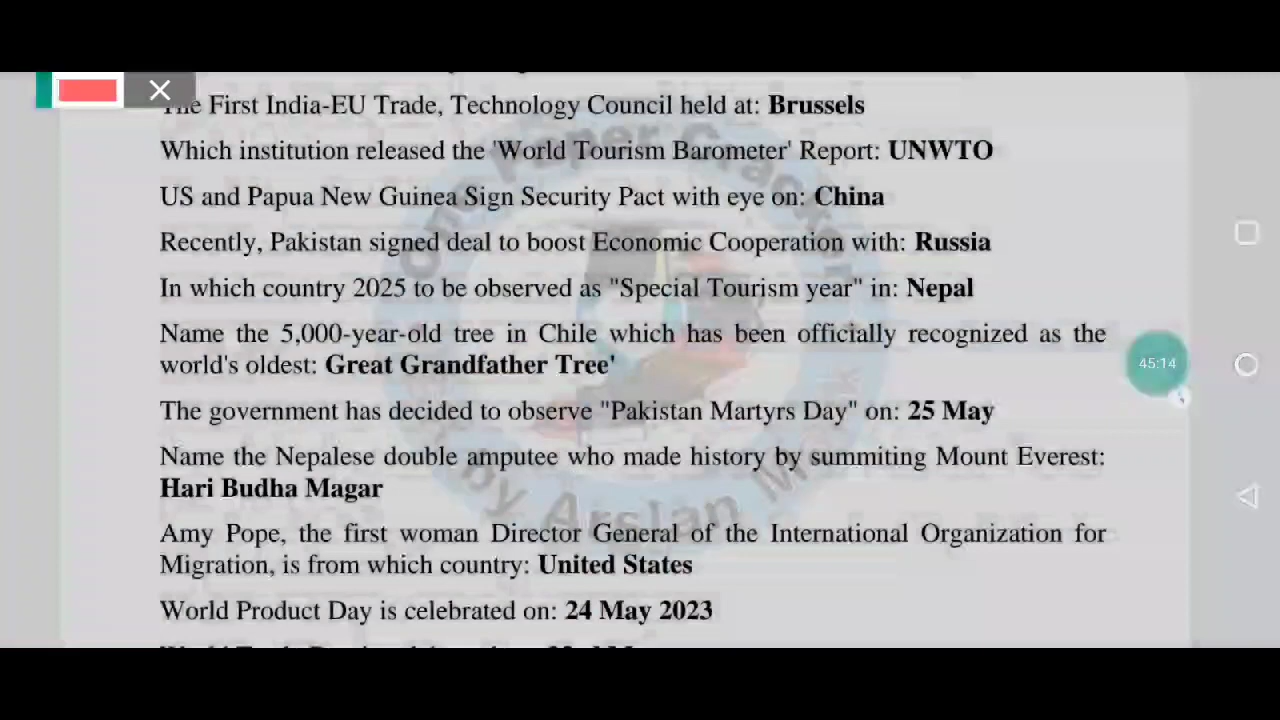 The First India-EU Trade, Technology Council held at: Brussels
Which institution released the 'World Tourism Barometer' Report: UNWTO
US and Papua New Guinea Sign Security Pact with eye on: China
Recently, Pakistan signed deal to boost Economic Cooperation with: Russia
In which country 2025 to be observed as "Special Tourism year" in: Nepal
Name the 5,000-year-old tree in Chile which has been officially recognized as the
world's oldest: Great Grandfather Tree'
45:14
The government has decided to observe "Pakistan Martyrs Day" on: 25 May
Name the Nepalese double amputee who made history by summiting Mount Everest:
Hari Budha Magar
Amy Pope, the first woman Director General of the International Organization for
Migration, is from which country: United States
World Product Day is celebrated on: 24 May 2023
One Paper Cracker
by Arslan